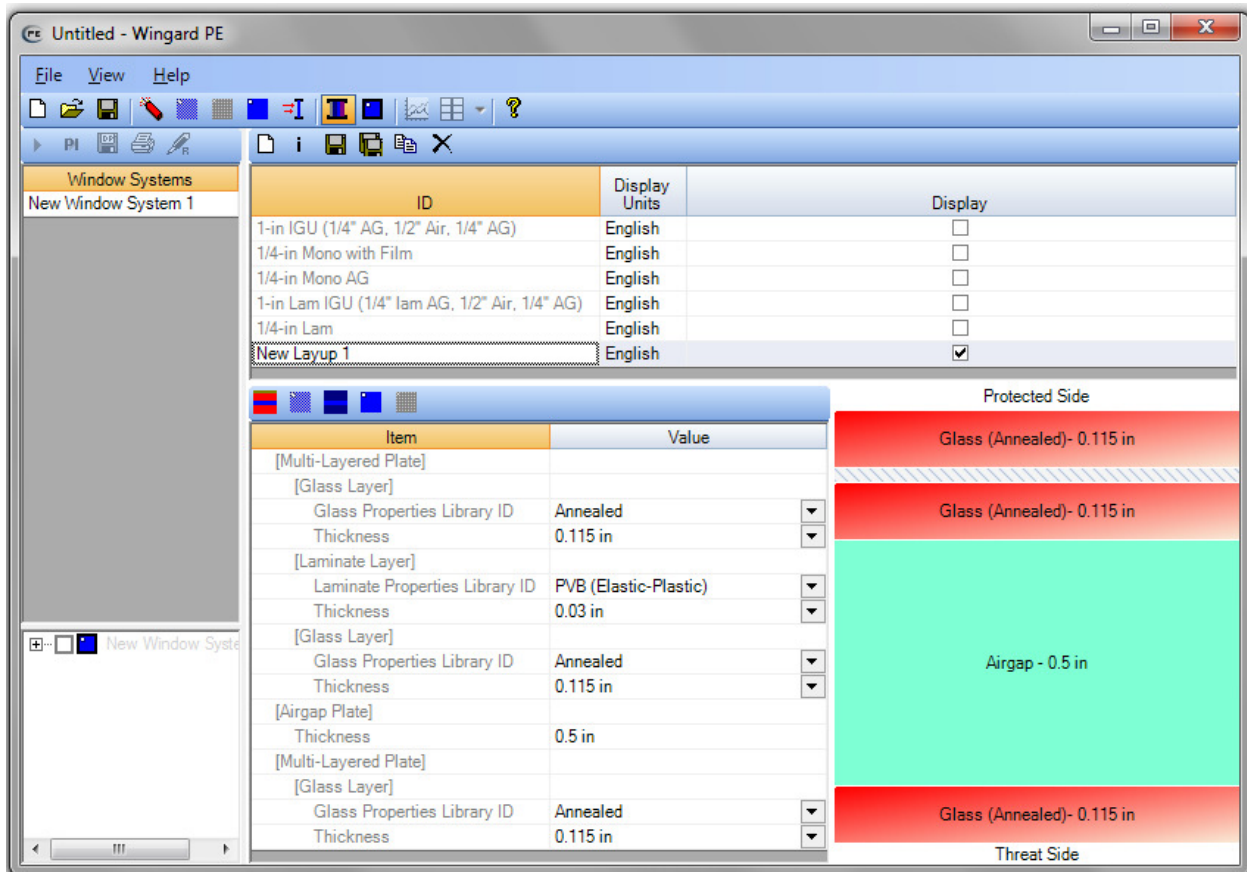 Untitled - Wingard PE
File View Help
PI
Window Systems
New Window System 1
ID Display Units Display
1-in IGU (1/4" AG, 1/2" Air, 1/4" AG) English
1/4-in Mono with Film English
1/4-in Mono AG English
1-in Lam IGU (1/4" lam AG, 1/2" Air, 1/4" AG) English
1/4-in Lam English
New Layup 1 English
New Window Syste
Item Value
[Multi-Layered Plate]
[Glass Layer]
Glass Properties Library ID Annealed
Thickness 0.115 in
[Laminate Layer]
Laminate Properties Library ID PVB (Elastic-Plastic)
Thickness 0.03 in
[Glass Layer]
Glass Properties Library ID Annealed
Thickness 0.115 in
[Airgap Plate]
Thickness 0.5 in
[Multi-Layered Plate]
[Glass Layer]
Glass Properties Library ID Annealed
Thickness 0.115 in
Protected Side
Glass (Annealed)- 0.115 in
Glass (Annealed)- 0.115 in
Airgap - 0.5 in
Glass (Annealed)- 0.115 in
Threat Side